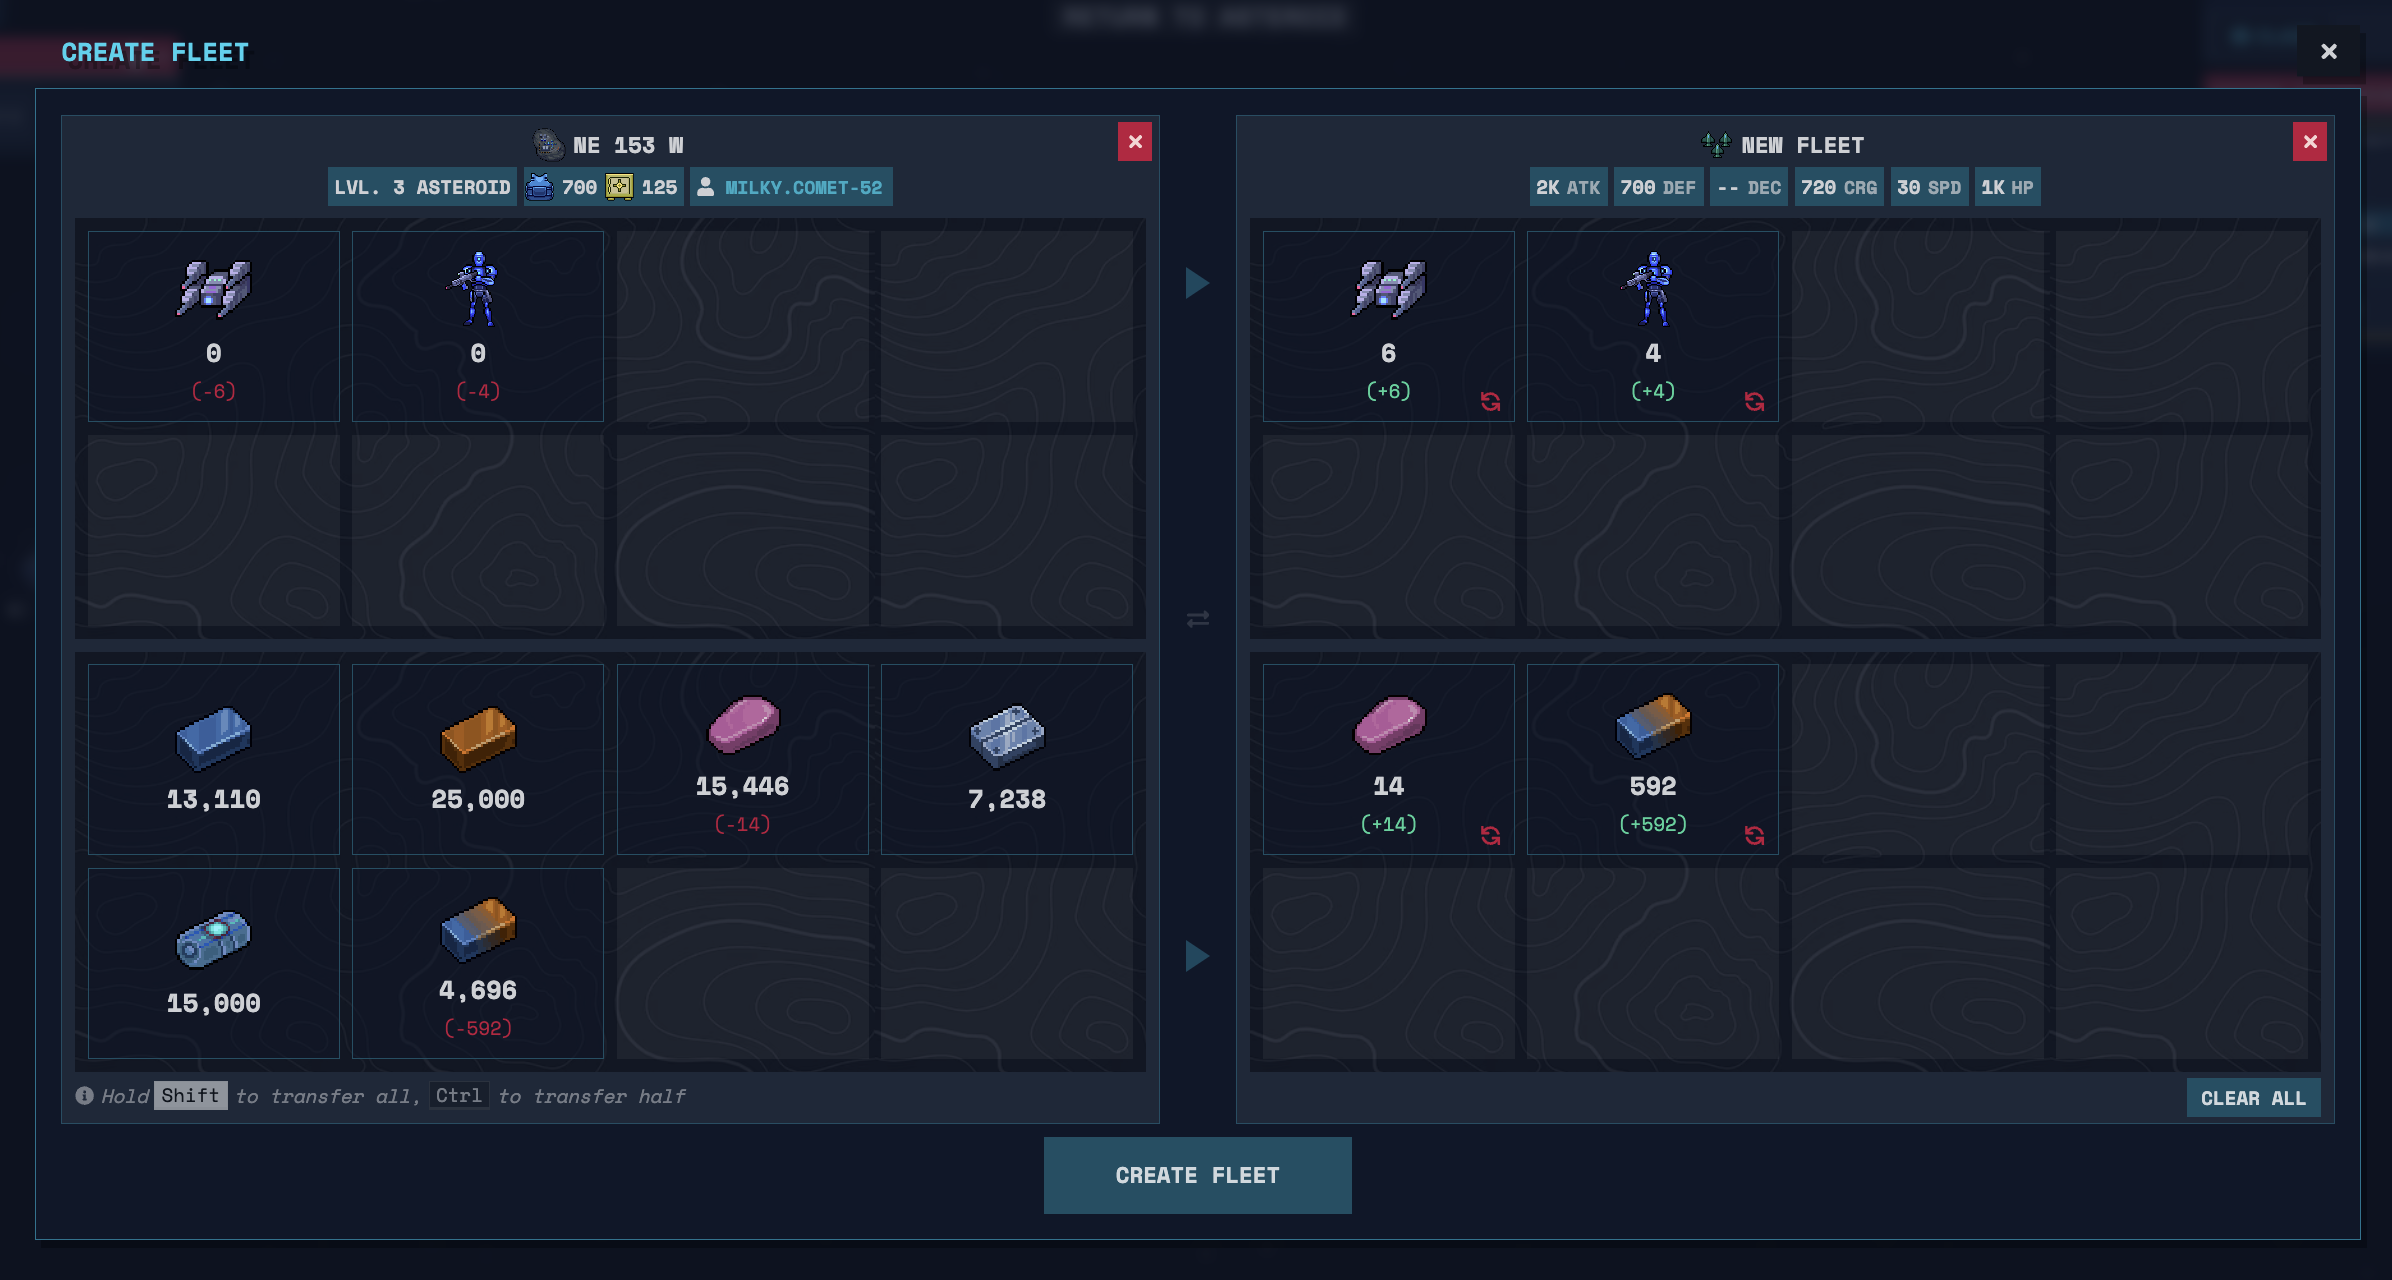 RETURN TO ASTEROID
CREATE FLEET
NE 153 W
LVL. 3 ASTEROID 700 125 MILKY.COMET-52
0 0
(-6) (-4)
13,110 25,000 15,446 7,238
(-14)
15,000 4,696
(-592)
Hold Shift to transfer all, Ctrl to transfer half
NEW FLEET
2K ATK 700 DEF -- DEC 720 CRG 30 SPD 1K HP
6 4
(+6) (+4)
14 592
(+14) (+592)
CLEAR ALL
CREATE FLEET